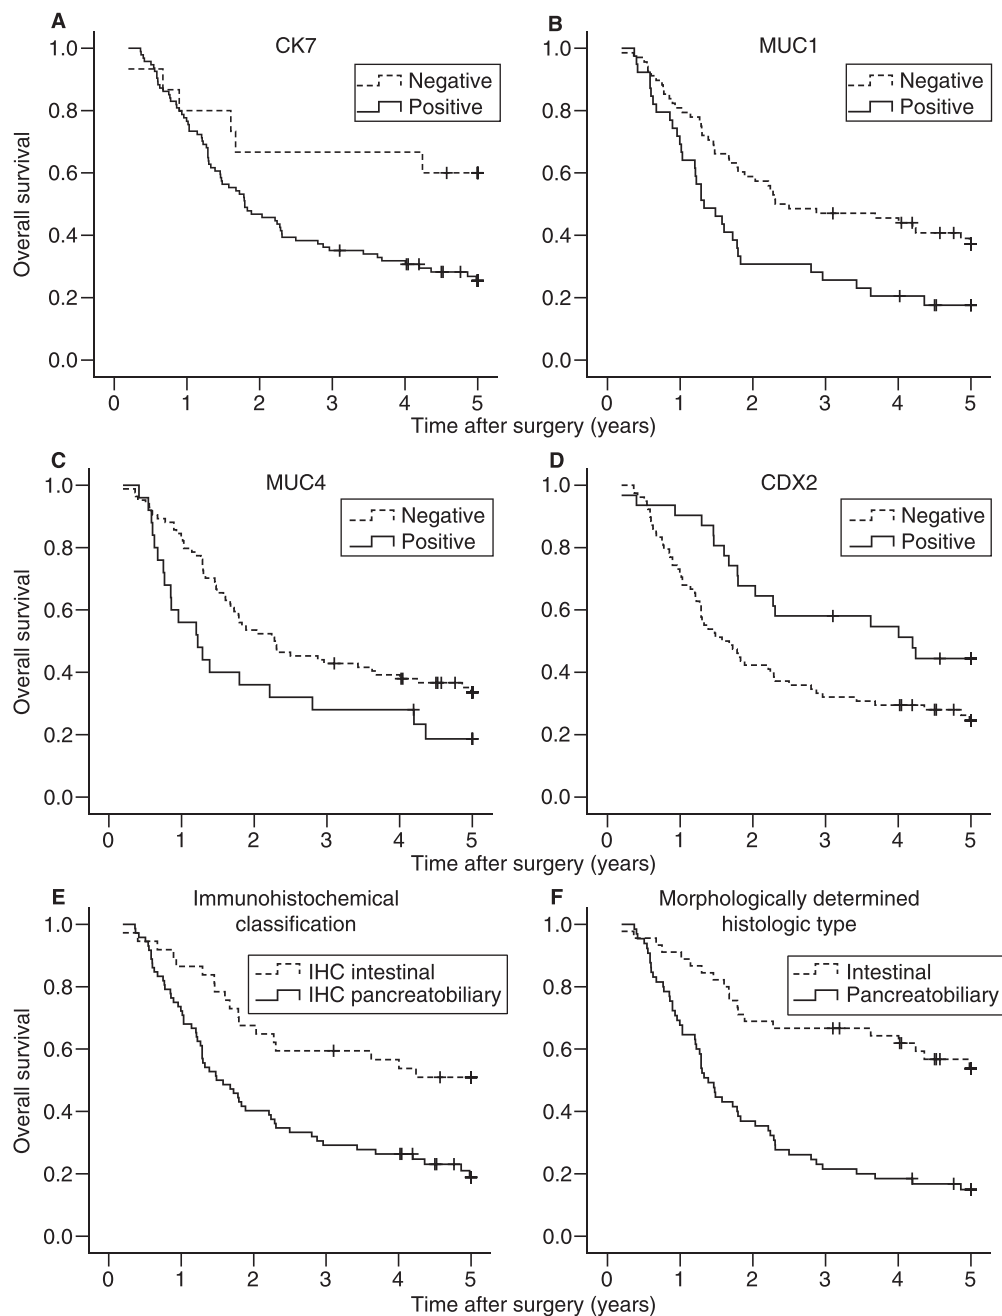 A
CK7
Negative
Positive
Overall survival
1.0
0.8
0.6
0.4
0.2
0.0
0 1 2 3 4 5
B
MUC1
Negative
Positive
1.0
0.8
0.6
0.4
0.2
0.0
0 1 2 3 4 5
Time after surgery (years)
C
MUC4
Negative
Positive
Overall survival
1.0
0.8
0.6
0.4
0.2
0.0
0 1 2 3 4 5
D
CDX2
Negative
Positive
1.0
0.8
0.6
0.4
0.2
0.0
0 1 2 3 4 5
Time after surgery (years)
E
Immunohistochemical
classification
IHC intestinal
IHC pancreatobiliary
Overall survival
1.0
0.8
0.6
0.4
0.2
0.0
0 1 2 3 4 5
F
Morphologically determined
histologic type
Intestinal
Pancreatobiliary
1.0
0.8
0.6
0.4
0.2
0.0
0 1 2 3 4 5
Time after surgery (years)